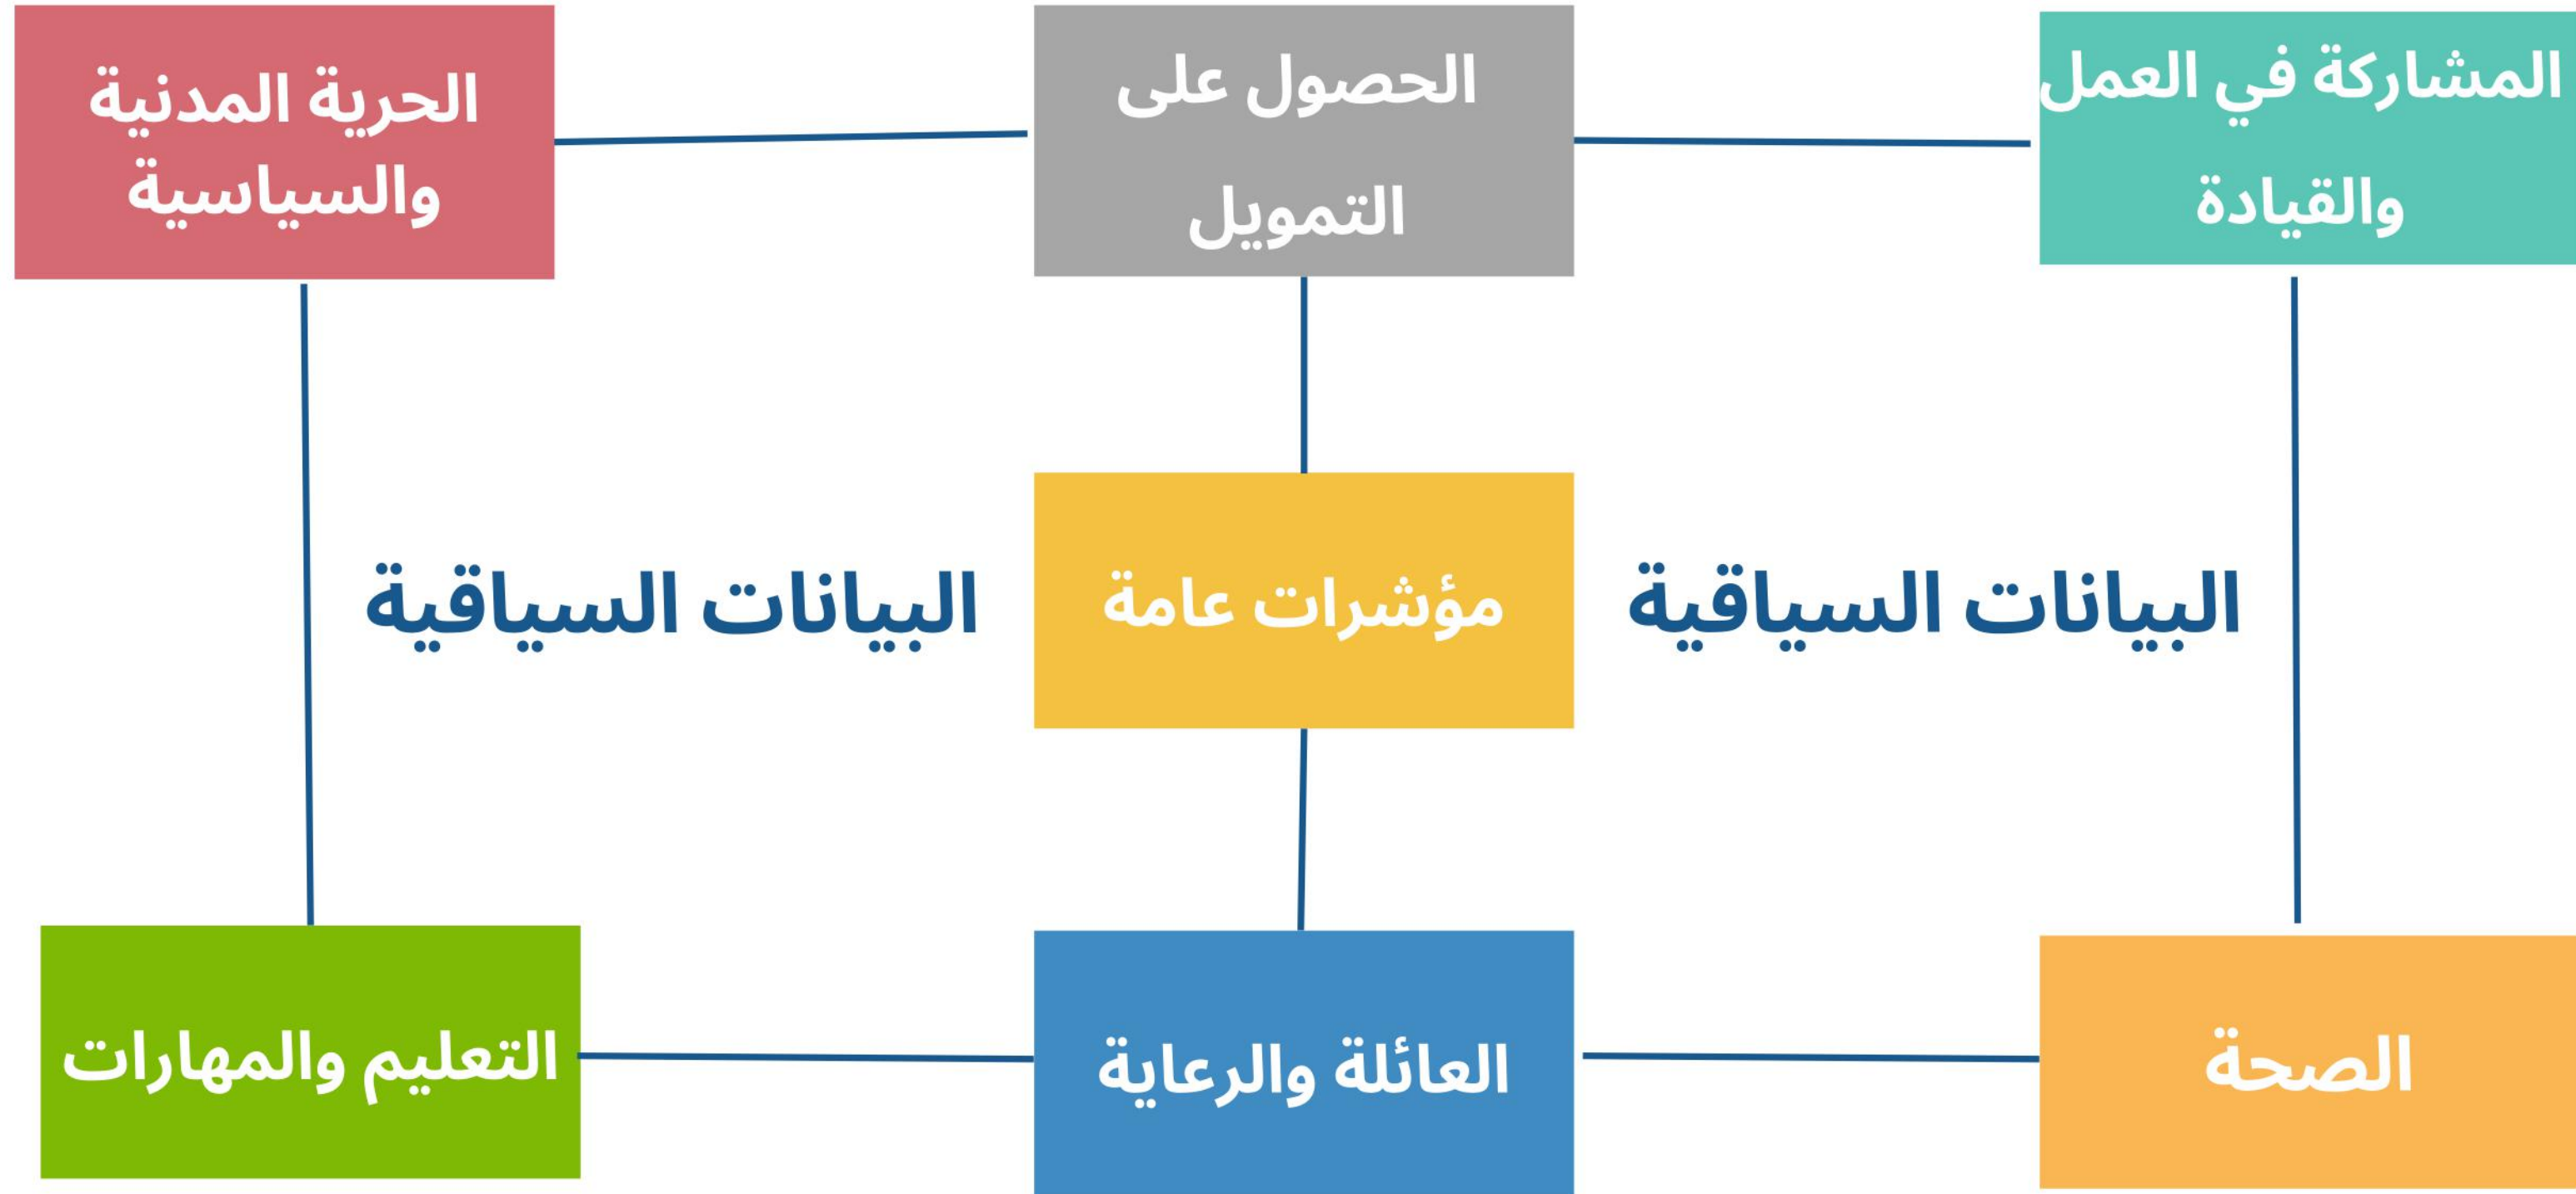 المشاركة في العمل
والقيادة
الحصول على
التمويل
الحرية المدنية
والسياسية
البيانات السياقية
مؤشرات عامة
البيانات السياقية
الصحة
العائلة والرعاية
التعليم والمهارات